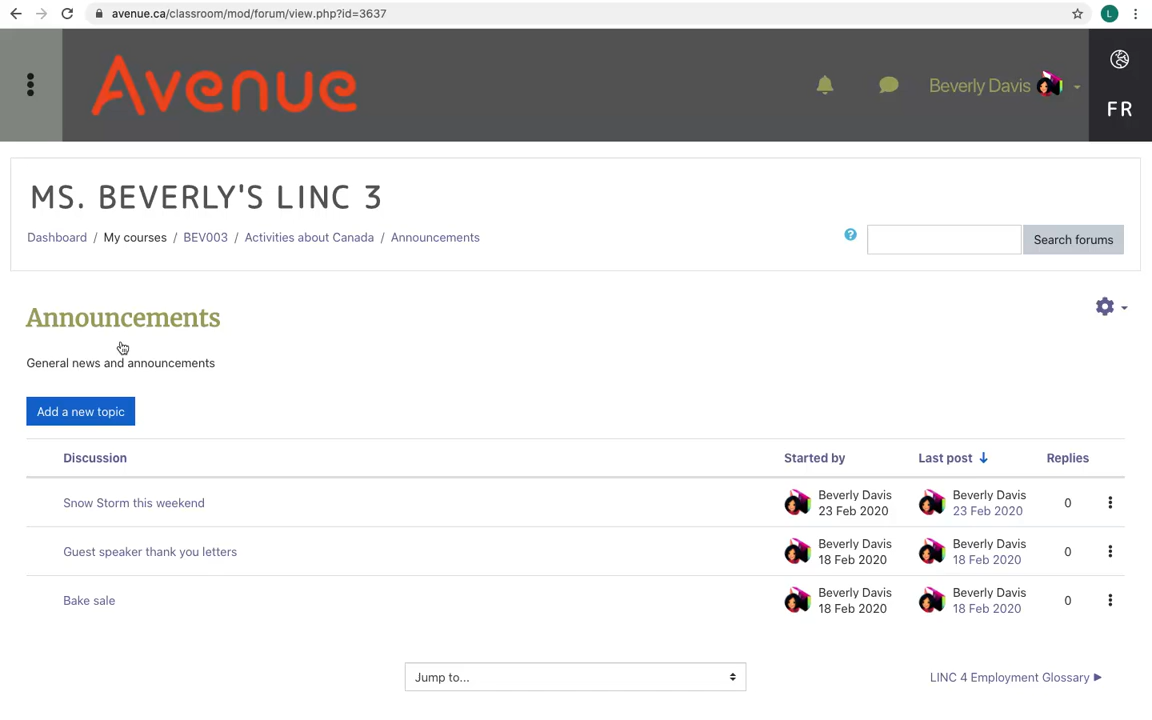 avenue.ca/classroom/mod/forum/view.php?id=3637
L
Avenue
Beverly Davis
FR
MS. BEVERLY'S LINC 3
Dashboard / My courses / BEV003 / Activities about Canada / Announcements
?
Search forums
Announcements
General news and announcements
Add a new topic
Discussion Started by Last post Replies
Snow Storm this weekend Beverly Davis Beverly Davis 0
23 Feb 2020 23 Feb 2020
Guest speaker thank you letters Beverly Davis Beverly Davis 0
18 Feb 2020 18 Feb 2020
Bake sale Beverly Davis Beverly Davis 0
18 Feb 2020 18 Feb 2020
Jump to... LINC 4 Employment Glossary ►